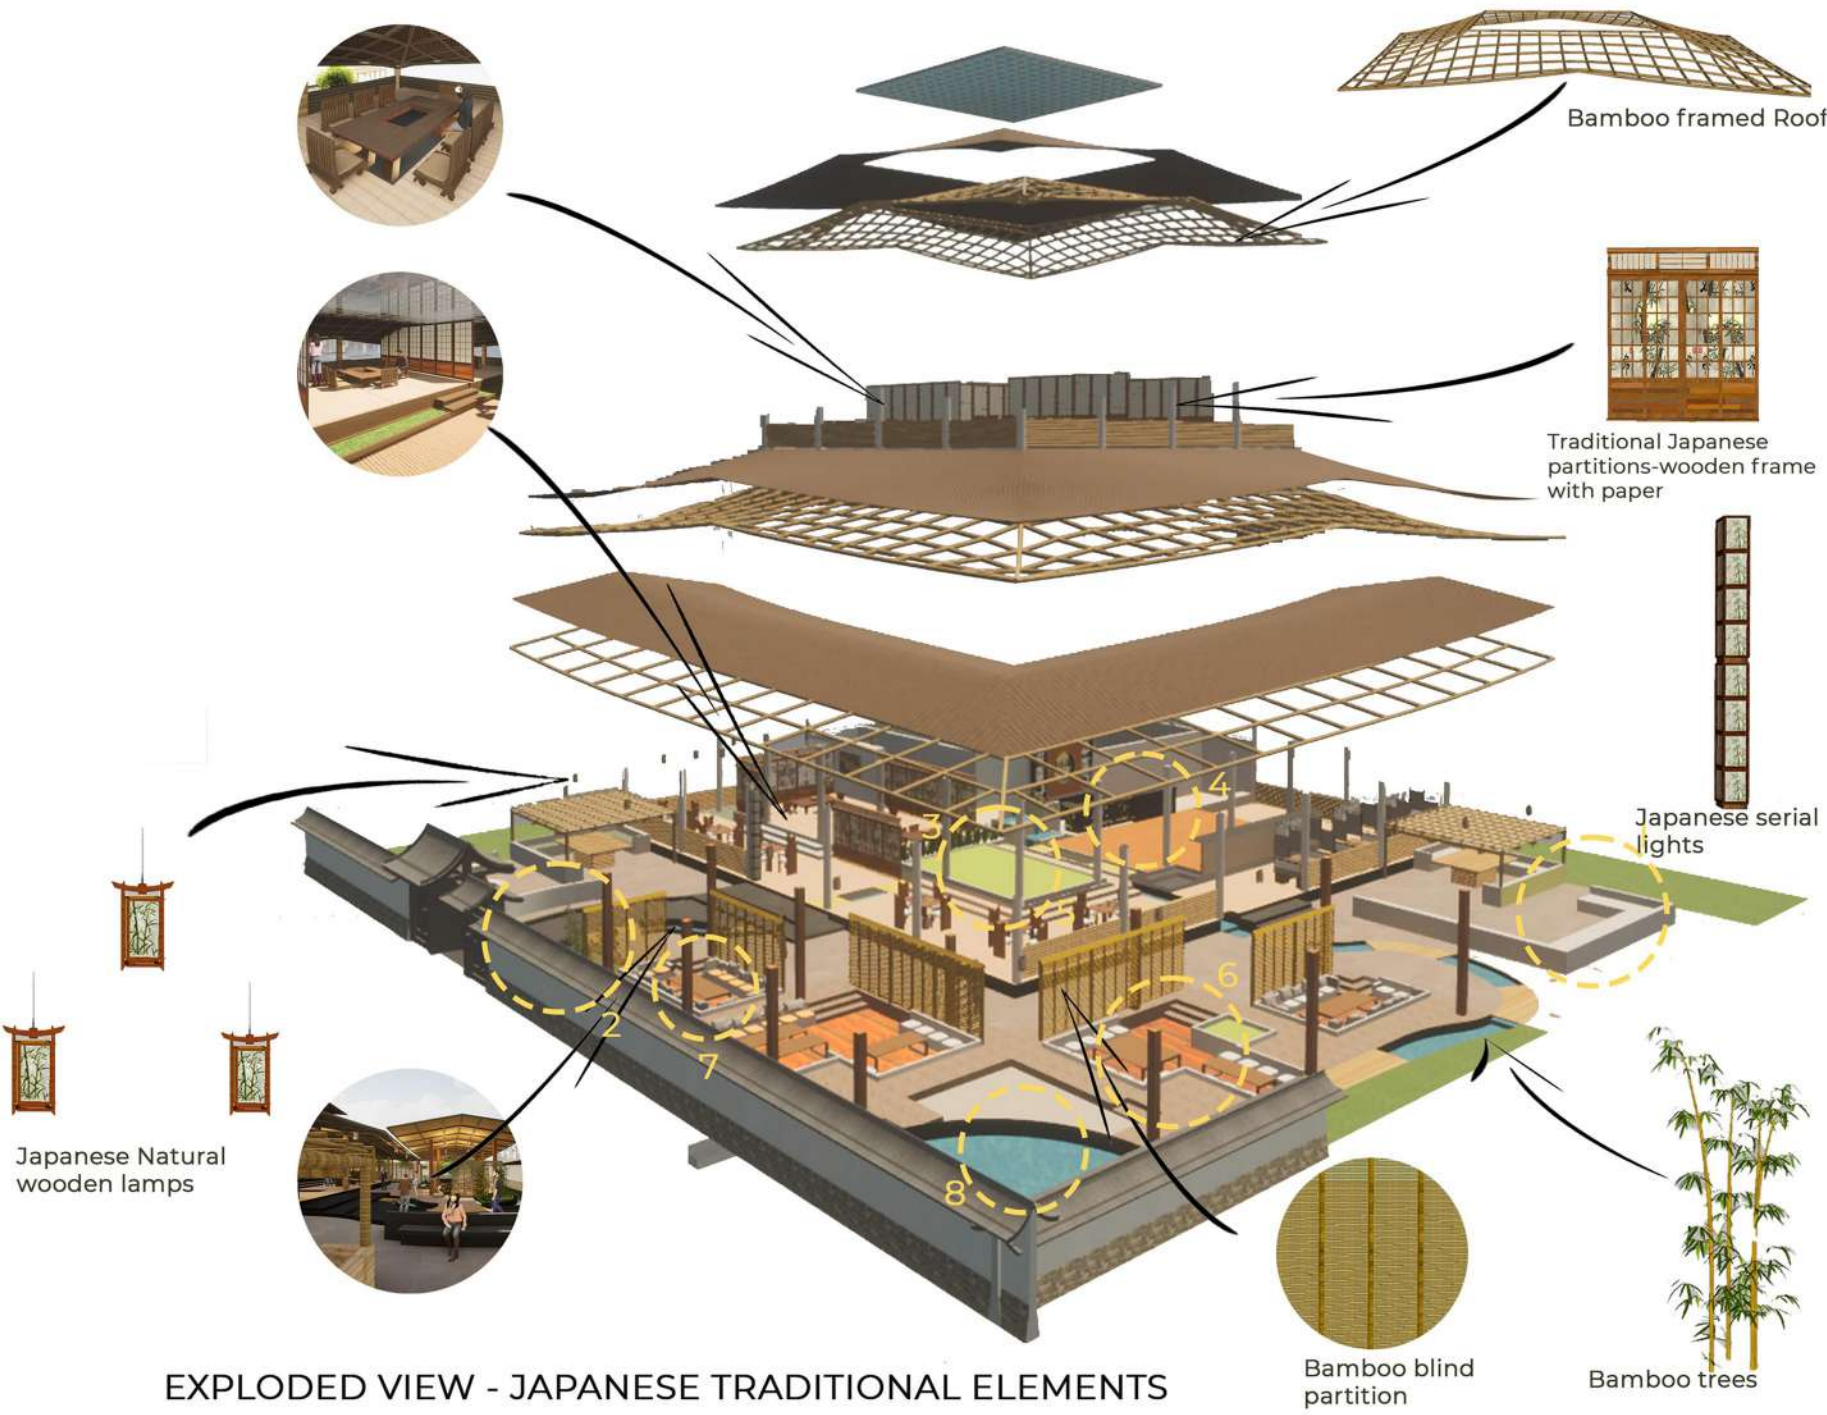 Bamboo framed Roof
Traditional Japanese
partitions-wooden frame
with paper
Japanese serial
lights
4
3
5
6
2
7
8
Japanese Natural
wooden lamps
Bamboo blind
partition
Bamboo trees
EXPLODED VIEW - JAPANESE TRADITIONAL ELEMENTS